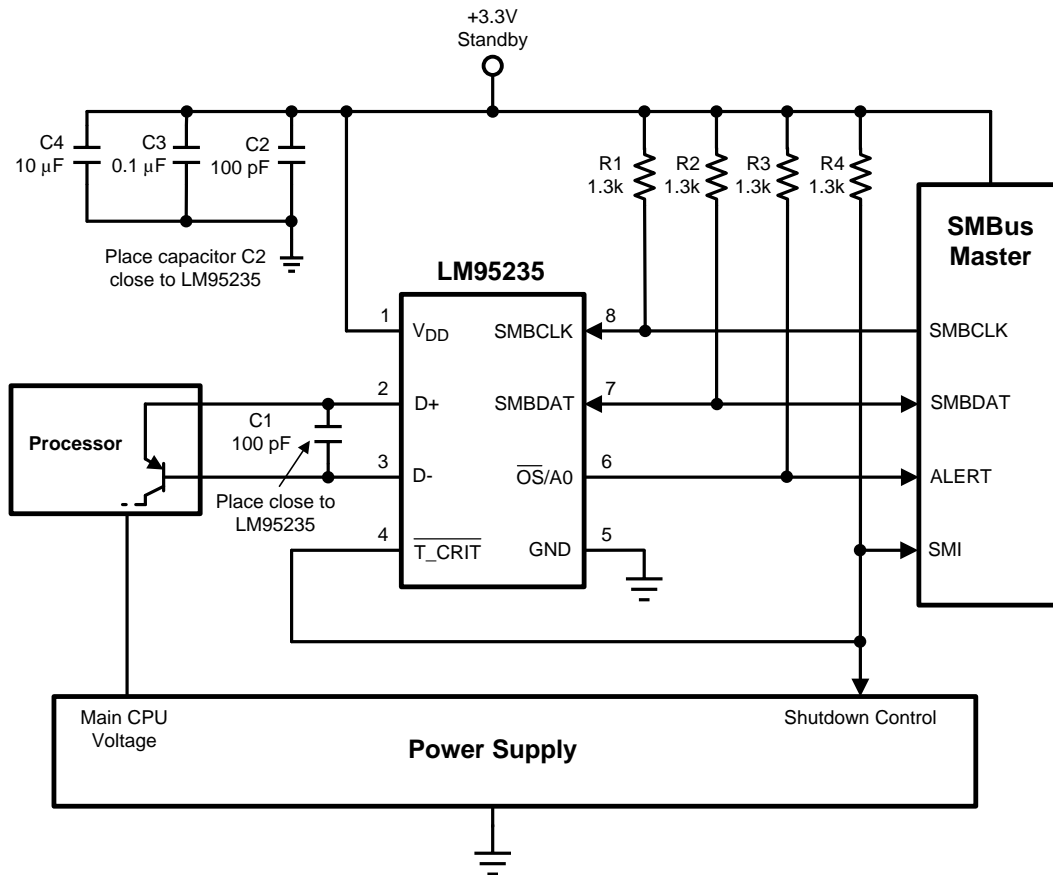 +3.3V
Standby
C4
10 μF
C3
0.1 μF
C2
100 pF
R1
1.3k
R2
1.3k
R3
1.3k
R4
1.3k
SMBus
Master
Place capacitor C2
close to LM95235
LM95235
1
VDD
SMBCLK
8
SMBCLK
2
D+
SMBDAT
7
SMBDAT
Processor
C1
100 pF
3
D-
OS/A0
6
ALERT
Place close to
LM95235
4
T_CRIT
GND
5
SMI
Main CPU
Voltage
Shutdown Control
Power Supply